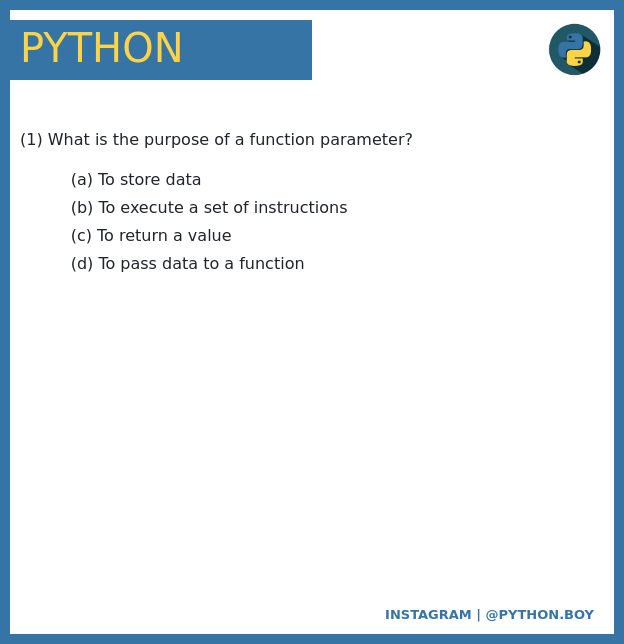 PYTHON
(1) What is the purpose of a function parameter?
(a) To store data
(b) To execute a set of instructions
(c) To return a value
(d) To pass data to a function
INSTAGRAM | @PYTHON.BOY